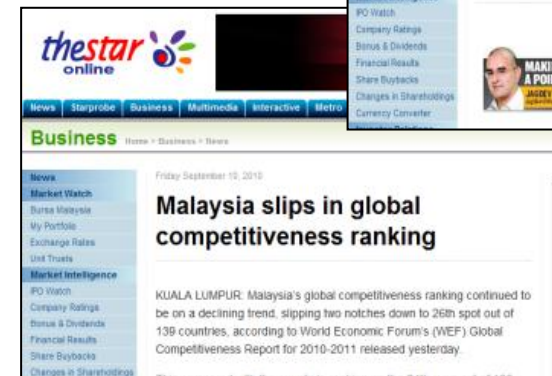 IPO Watch
Company Ratings
Bonus & Dividends
Financial Results
Share Buybacks
Changes in Shareholdings
Currency Converter
MAKI
A POI
JAGDEV
thestar
online
News Starprobe Business Multimedia Interactive Metro
Business Home > Business > News
News
Market Watch
Bursa Malaysia
My Portfolio
Exchange Rates
Unit Trusts
Market Intelligence
IPO Watch
Company Ratings
Bonus & Dividends
Financial Results
Share Buybacks
Changes in Shareholdings
Friday September 10, 2010
Malaysia slips in global
competitiveness ranking
KUALA LUMPUR: Malaysia's global competitiveness ranking continued to
be on a declining trend, slipping two notches down to 26th spot out of
139 countries, according to World Economic Forum's (WEF) Global
Competitiveness Report for 2010-2011 released yesterday.